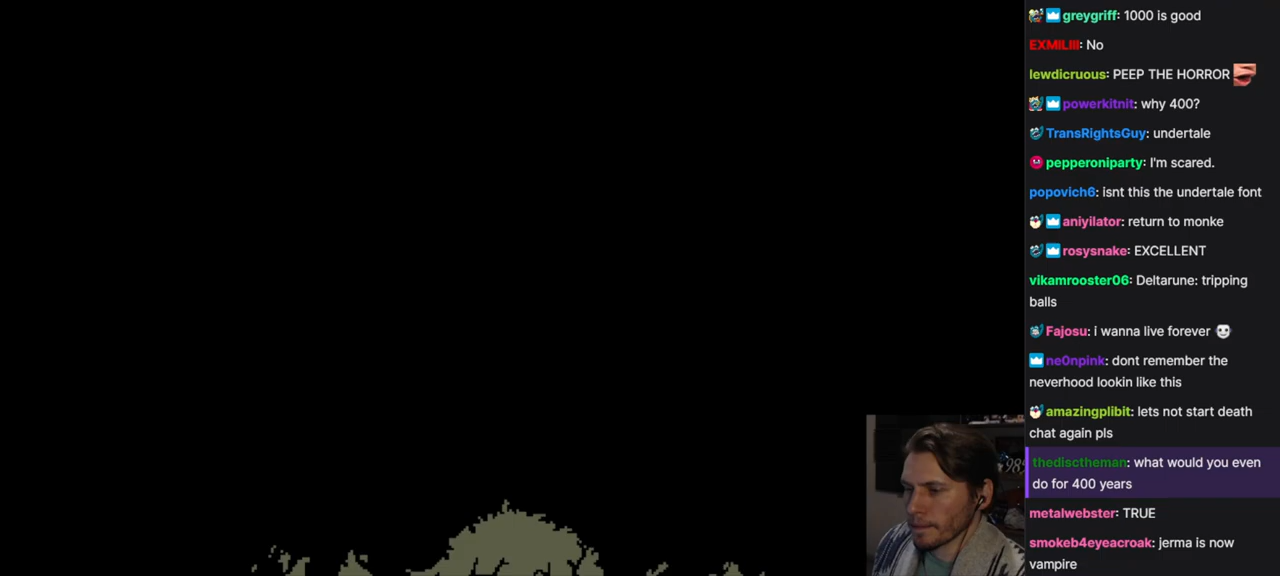 greygriff: 1000 is good
EXMILIII: No
lewdicruous: PEEP THE HORROR
powerkitnit: why 400?
TransRightsGuy: undertale
pepperoniparty: I'm scared.
popovich6: isnt this the undertale font
aniyilator: return to monke
rosysnake: EXCELLENT
vikamrooster06: Deltarune: tripping
balls
Fajosu: i wanna live forever
ne0npink: dont remember the
neverhood lookin like this
amazingplibit: lets not start death
chat again pls
thedisctheman: what would you even
do for 400 years
metalwebster: TRUE
smokeb4eyeacroak: jerma is now
vampire